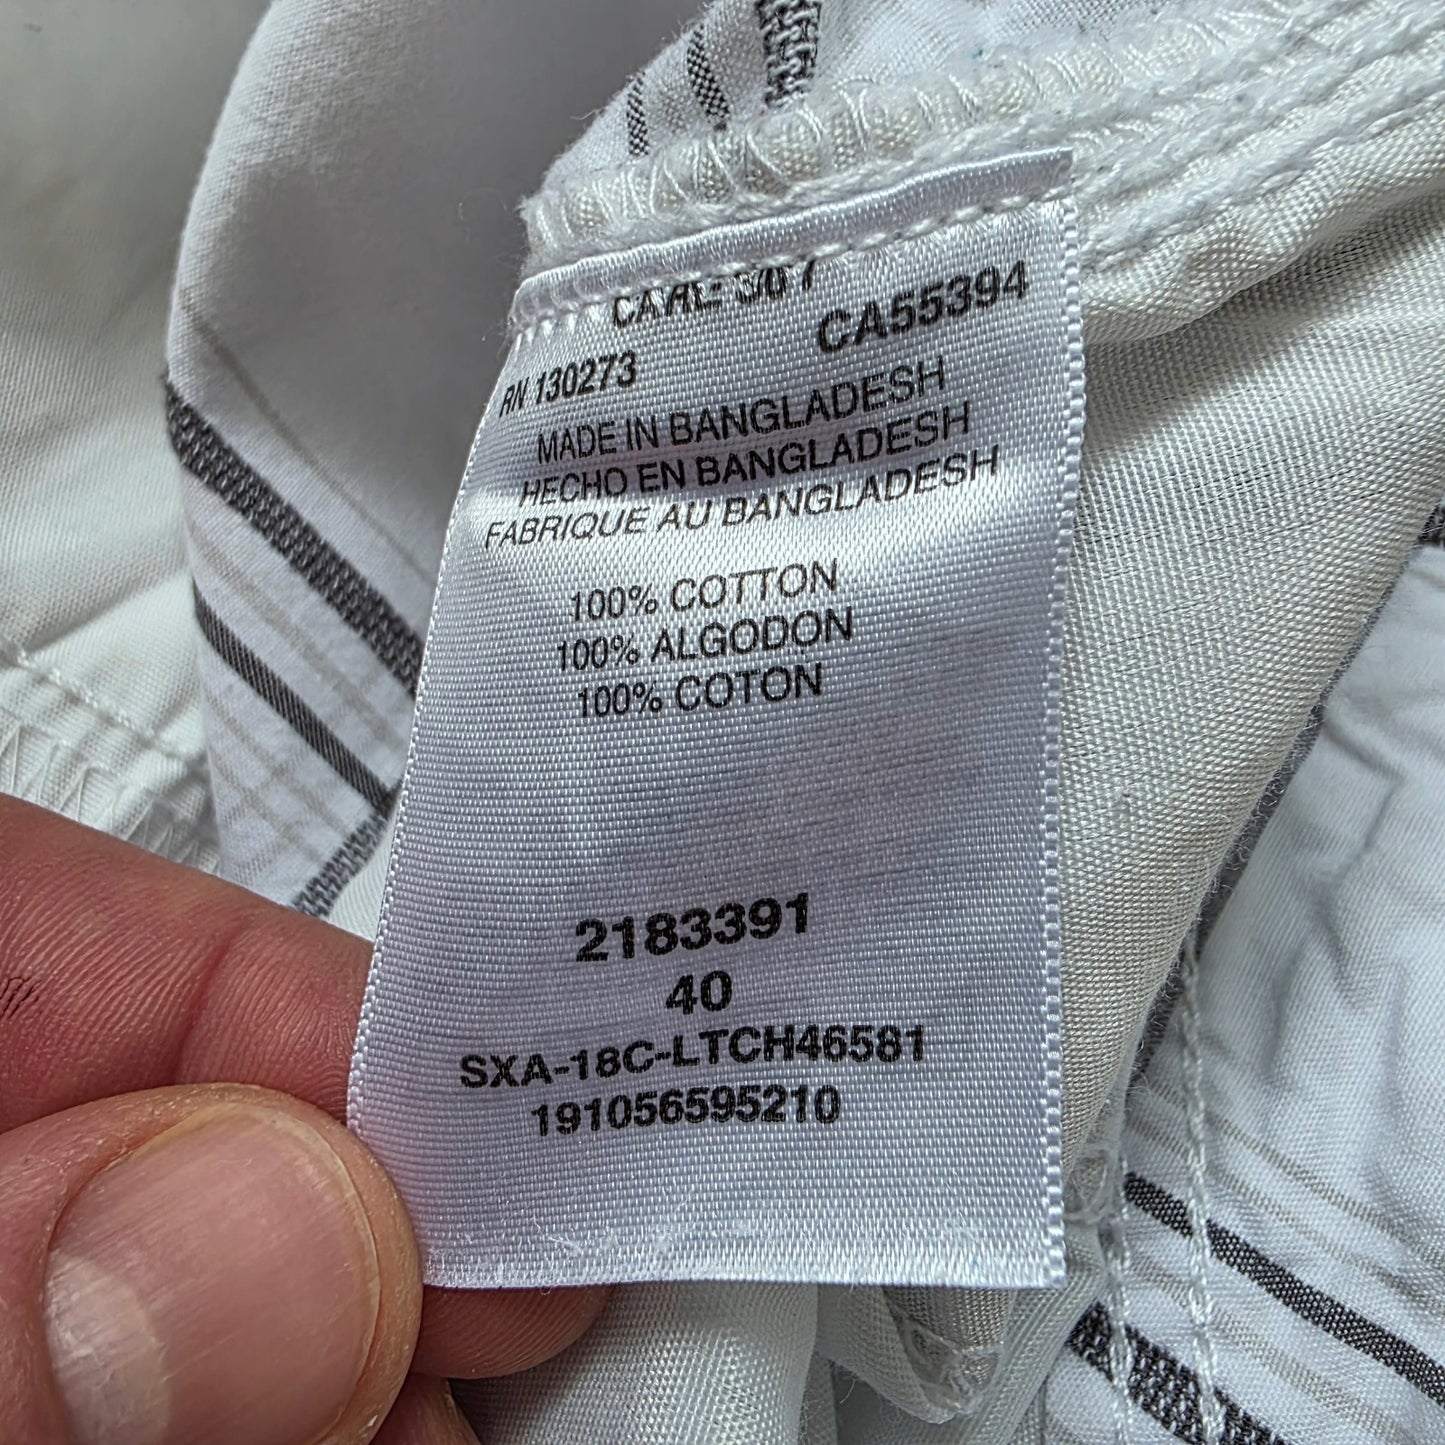 CA55394
RN 130273
MADE IN BANGLADESH
HECHO EN BANGLADESH
FABRIQUE AU BANGLADESH
100% COTTON
100% ALGODON
100% COTON
2183391
40
SXA-18C-LTCH46581
191056595210